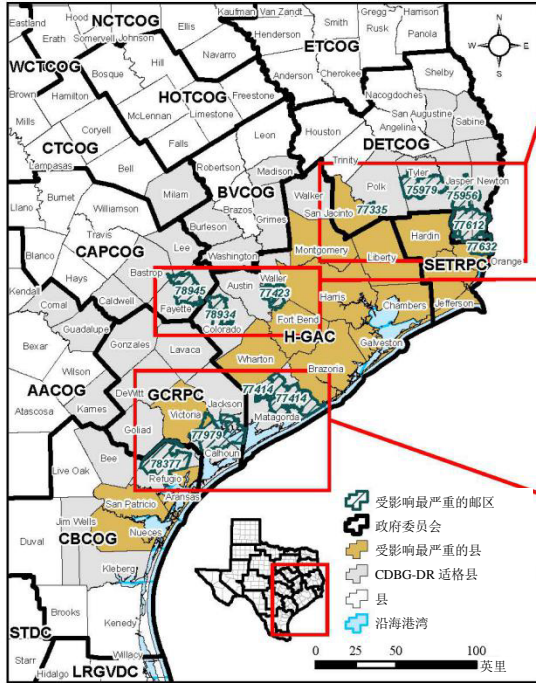 Eastland
NCTCOG
Kaufman
Van Zandt
Gregg
Harrison
Hood
Ellis
Smith
Rusk
Erath
Somervell
Johnson
Henderson
Panola
Navarro
ETCOG
WCTCOG
Bosque
Hill
Anderson
Cherokee
Shelby
Comanche
Hamilton
HOTCOG
Freestone
Nacogdoches
Brown
McLennan
Limestone
San Augustine
Mills
Coryell
Leon
Houston
Angelina
Sabine
CTCOG
Falls
DETCOG
Lampasas
Bell
Robertson
Madison
Trinity
Tyler
Jasper
Newton
Milam
BVCOG
Walker
Polk
75979
75956
Llano
Burnet
Williamson
Brazos
Grimes
San Jacinto
77335
77612
Travis
Burleson
Montgomery
Hardin
CAPCOG
Lee
Washington
Liberty
77632
Blanco
Bastrop
SETRPC
Orange
Hays
Austin
Waller
Kendall
78945
77423
Harris
Chambers
Jefferson
Comal
Caldwell
Fayette
78934
Colorado
Fort Bend
Guadalupe
Gonzales
H-GAC
Galveston
Bexar
Lavaca
Wharton
Brazoria
Wilson
AACOG
DeWitt
GCRPC
Jackson
77414
77414
Atascosa
Karnes
Victoria
Matagorda
Goliad
77979
Bee
Calhoun
Live Oak
78377
Refugio
San Patricio
Aransas
Jim Wells
Duval
Nueces
CBCOG
Kleberg
Brooks
Kenedy
STDC
Willacy
Starr
Hidalgo
LRGVDC
N
W
E
S
受影响最严重的邮区
政府委员会
受影响最严重的县
CDBG-DR 适格县
县
沿海港湾
0 25 50 100
英里